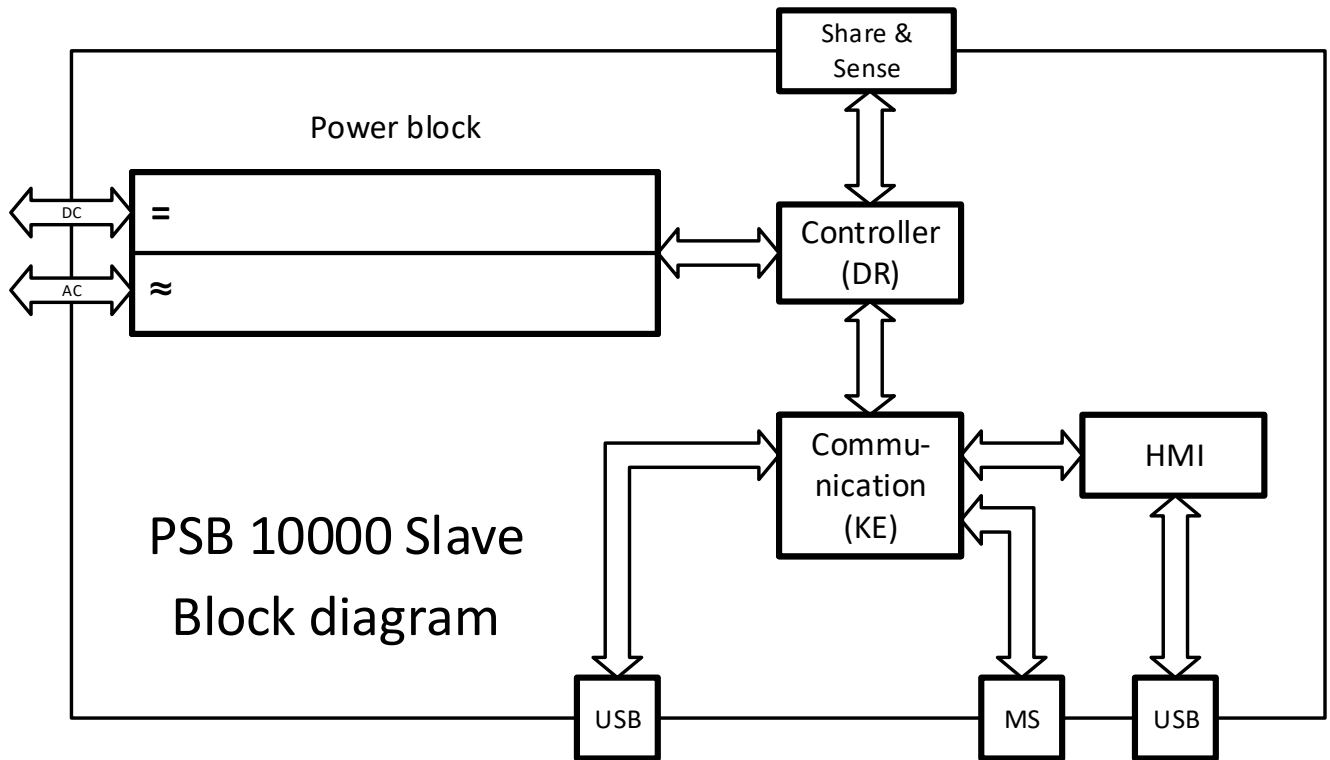 Share &
Sense
Power block
DC
=
Controller
(DR)
AC
≈
Commu-
nication
(KE)
HMI
PSB 10000 Slave
Block diagram
USB
MS
USB